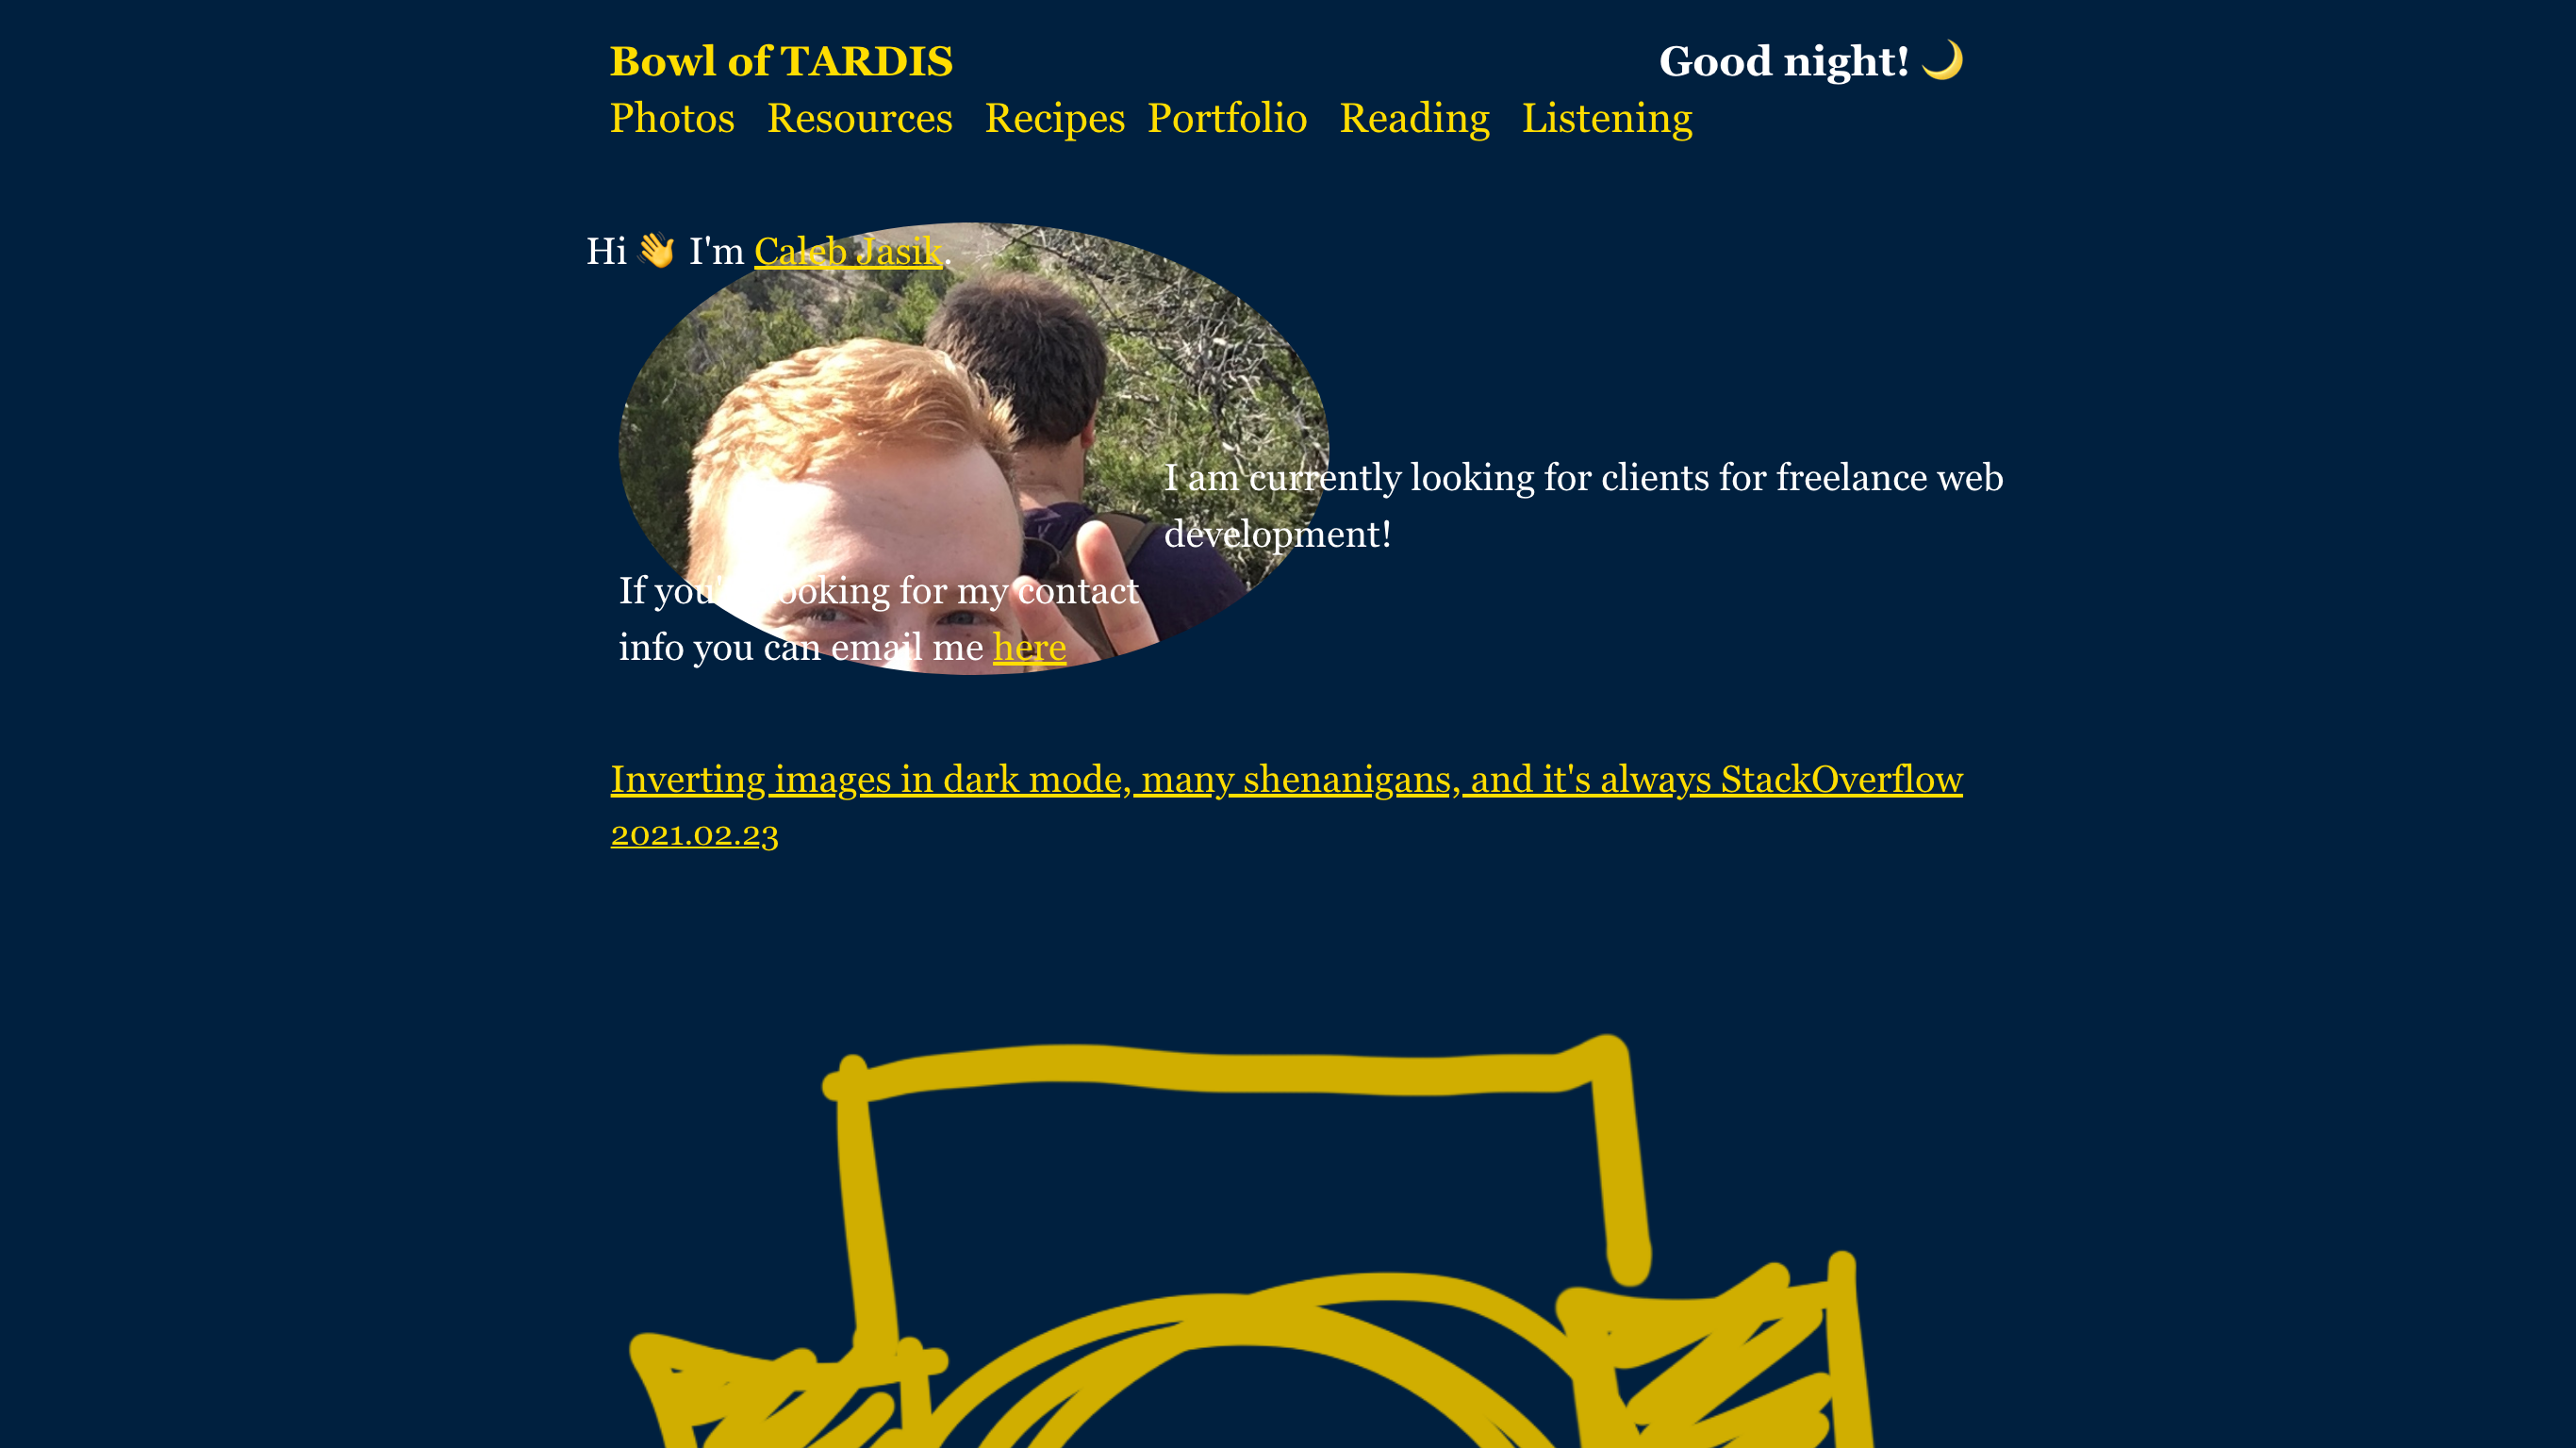 Bowl of TARDIS Good night! 🌙
Photos Resources Recipes Portfolio Reading Listening
Hi 👋 I'm Caleb Jasik.
I am currently looking for clients for freelance web
development!
If you' ooking for my contact
info you can email me here
Inverting images in dark mode, many shenanigans, and it's always StackOverflow
2021.02.23